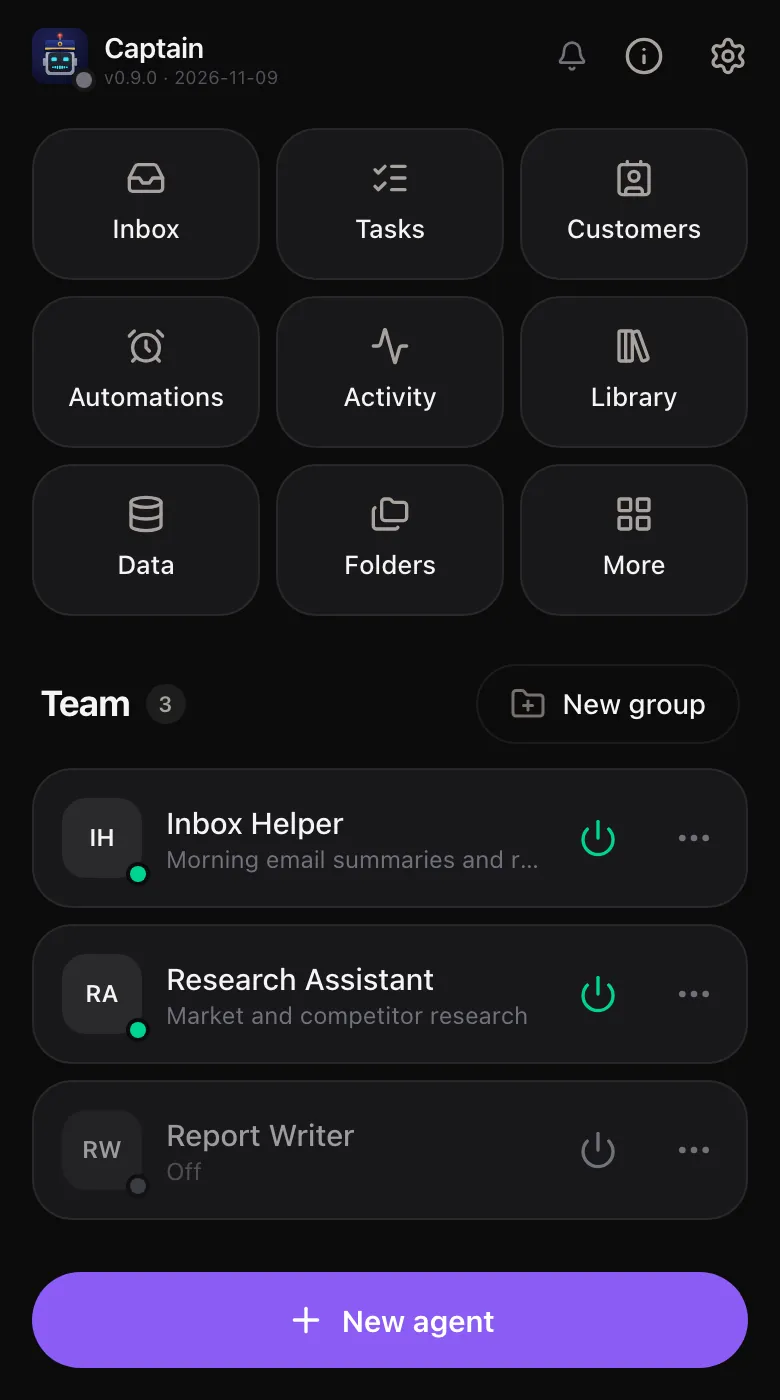 Captain
v0.9.0 · 2026-11-09
Inbox
Tasks
Customers
Automations
Activity
Library
Data
Folders
More
Team 3
New group
IH
Inbox Helper
Morning email summaries and r...
RA
Research Assistant
Market and competitor research
RW
Report Writer
Off
New agent